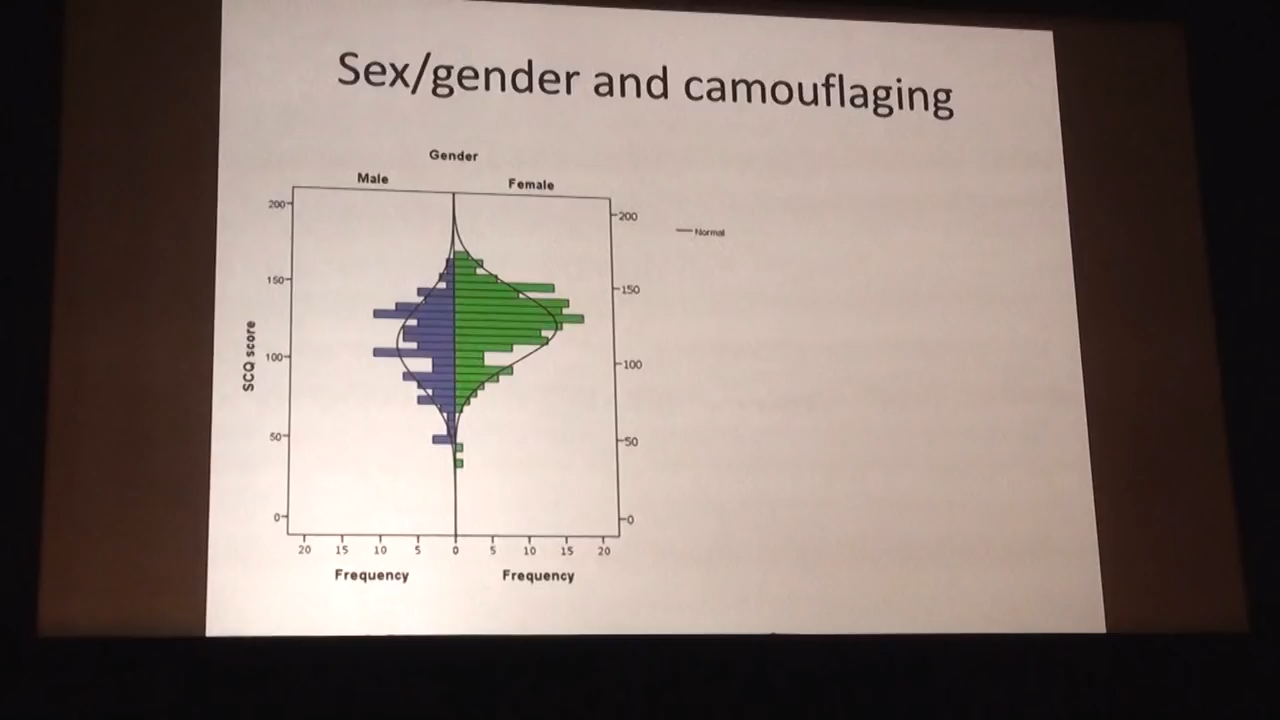 Sex/gender and camouflaging
Gender
Male Female
200 200
Normal
150 150
SCQ score
100 100
50 50
0 0
20 15 10 5 0 5 10 15 20
Frequency Frequency